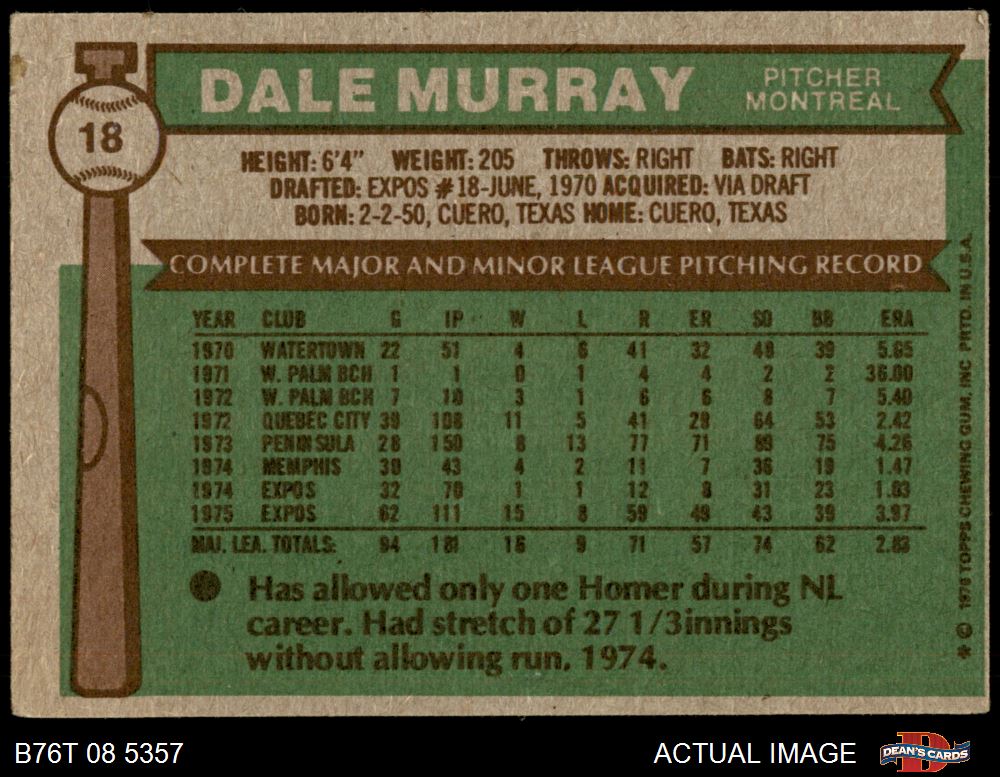 18
DALE MURRAY
PITCHER
MONTREAL
HEIGHT: 6'4" WEIGHT: 205 THROWS: RIGHT BATS: RIGHT
DRAFTED: EXPOS #18-JUNE, 1970 ACQUIRED: VIA DRAFT
BORN: 2-2-50, CUERO, TEXAS HOME: CUERO, TEXAS
COMPLETE MAJOR AND MINOR LEAGUE PITCHING RECORD
YEAR CLUB G IP W L R ER SO BB ERA
1970 WATERTOWN 22 51 4 6 41 32 49 39 5.65
1971 W. PALM BCH 1 1 0 1 4 4 2 2 36.00
1972 W. PALM BCH 7 10 3 1 6 6 8 7 5.40
1972 QUEBEC CITY 39 108 11 5 41 29 64 53 2.42
1973 PENINSULA 28 150 8 13 77 71 89 75 4.26
1974 MEMPHIS 30 43 4 2 11 7 36 19 1.47
1974 EXPOS 32 70 1 1 12 8 31 23 1.03
1975 EXPOS 62 111 15 8 59 49 43 39 3.97
MAJ. LEA. TOTALS: 94 181 16 9 71 57 74 62 2.83
Has allowed only one Homer during NL
career. Had stretch of 27 1/3innings
without allowing run, 1974.
* © 1976 TOPPS CHEWING GUM, INC PRTD. IN U.S.A.
B76T 08 5357
ACTUAL IMAGE
D
DEAN'S CARDS